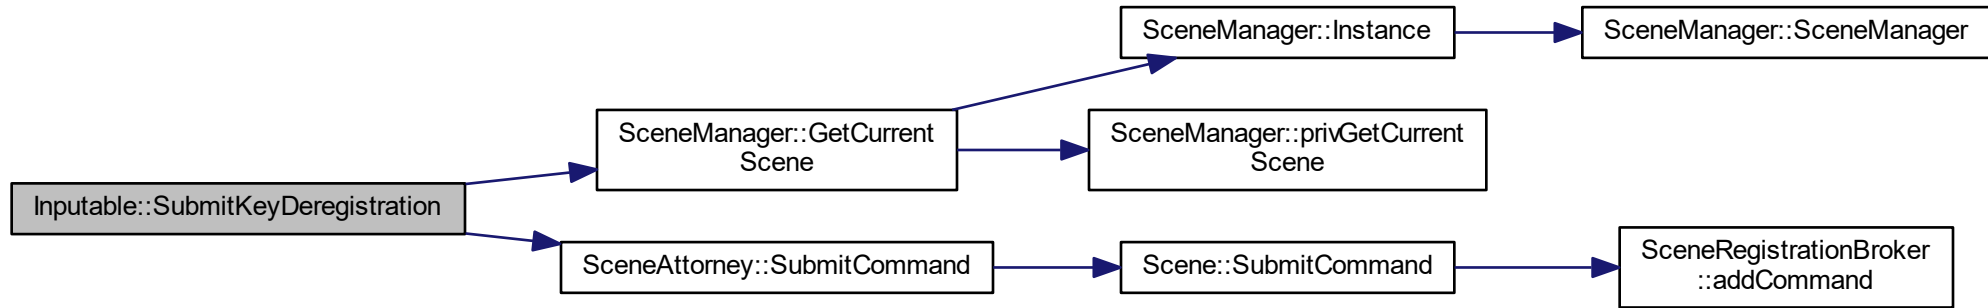 Inputable::SubmitKeyDeregistration
SceneManager::GetCurrent
Scene
SceneManager::Instance
SceneManager::SceneManager
SceneManager::privGetCurrent
Scene
SceneAttorney::SubmitCommand
Scene::SubmitCommand
SceneRegistrationBroker
::addCommand